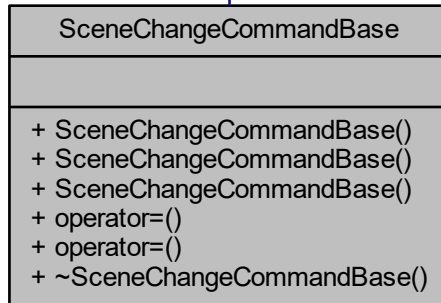 SceneChangeCommandBase
+ SceneChangeCommandBase()
+ SceneChangeCommandBase()
+ SceneChangeCommandBase()
+ operator=()
+ operator=()
+ ~SceneChangeCommandBase()